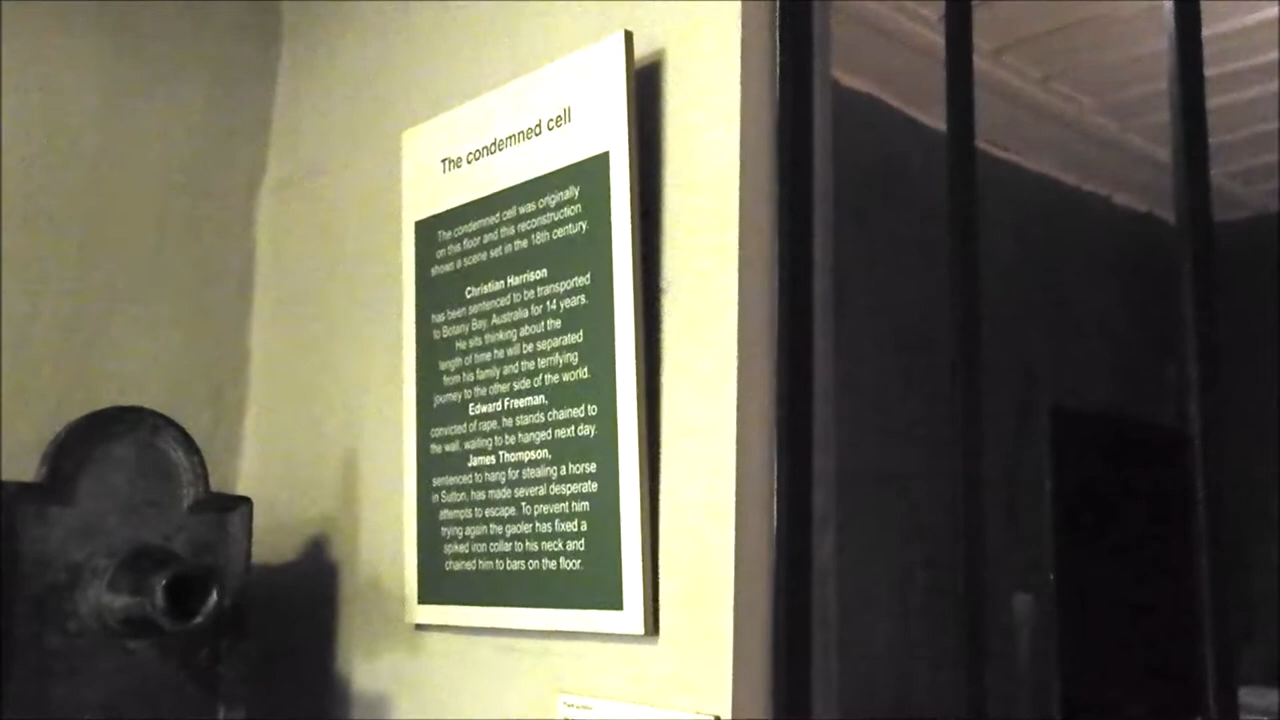 The condemned cell
The condemned cell was originally
on this floor and this reconstruction
shows a scene set in the 18th century.
Christian Harrison
has been sentenced to be transported
to Botany Bay, Australia for 14 years.
He sits thinking about the
length of time he will be separated
from his family and the terrifying
journey to the other side of the world.
Edward Freeman,
convicted of rape, he stands chained to
the wall, waiting to be hanged next day.
James Thompson,
sentenced to hang for stealing a horse
in Sutton, has made several desperate
attempts to escape. To prevent him
trying again the gaoler has fixed a
spiked iron collar to his neck and
chained him to bars on the floor.